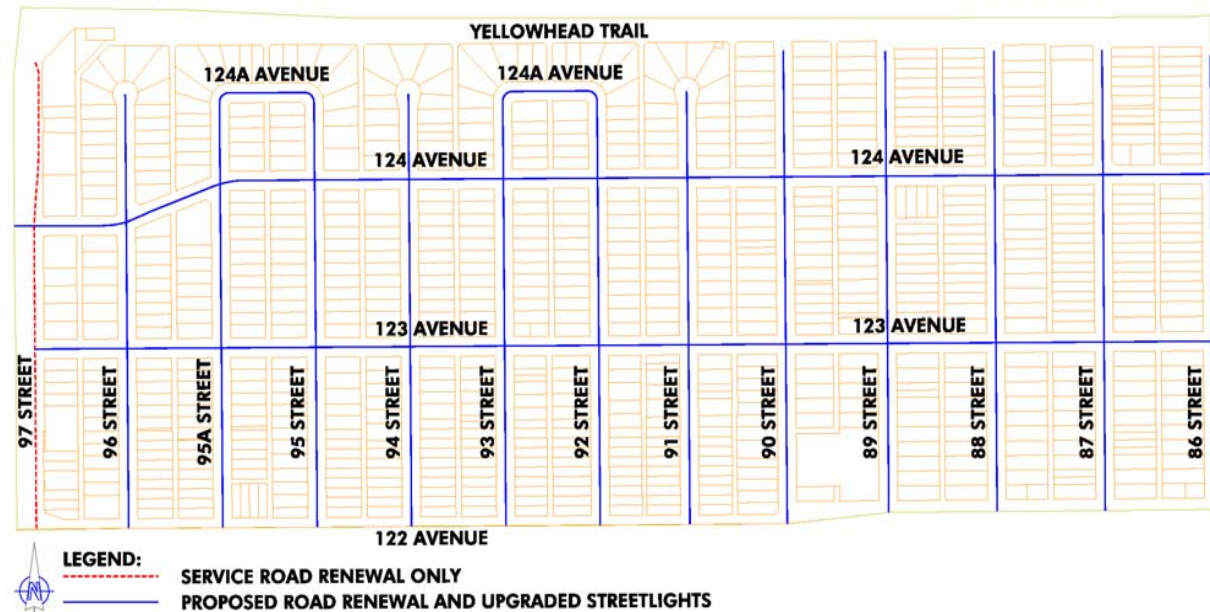 YELLOWHEAD TRAIL
124A AVENUE
124A AVENUE
124 AVENUE
124 AVENUE
123 AVENUE
123 AVENUE
97 STREET
96 STREET
95A STREET
95 STREET
94 STREET
93 STREET
92 STREET
91 STREET
90 STREET
89 STREET
88 STREET
87 STREET
86 STREET
122 AVENUE
LEGEND:
SERVICE ROAD RENEWAL ONLY
N
PROPOSED ROAD RENEWAL AND UPGRADED STREETLIGHTS